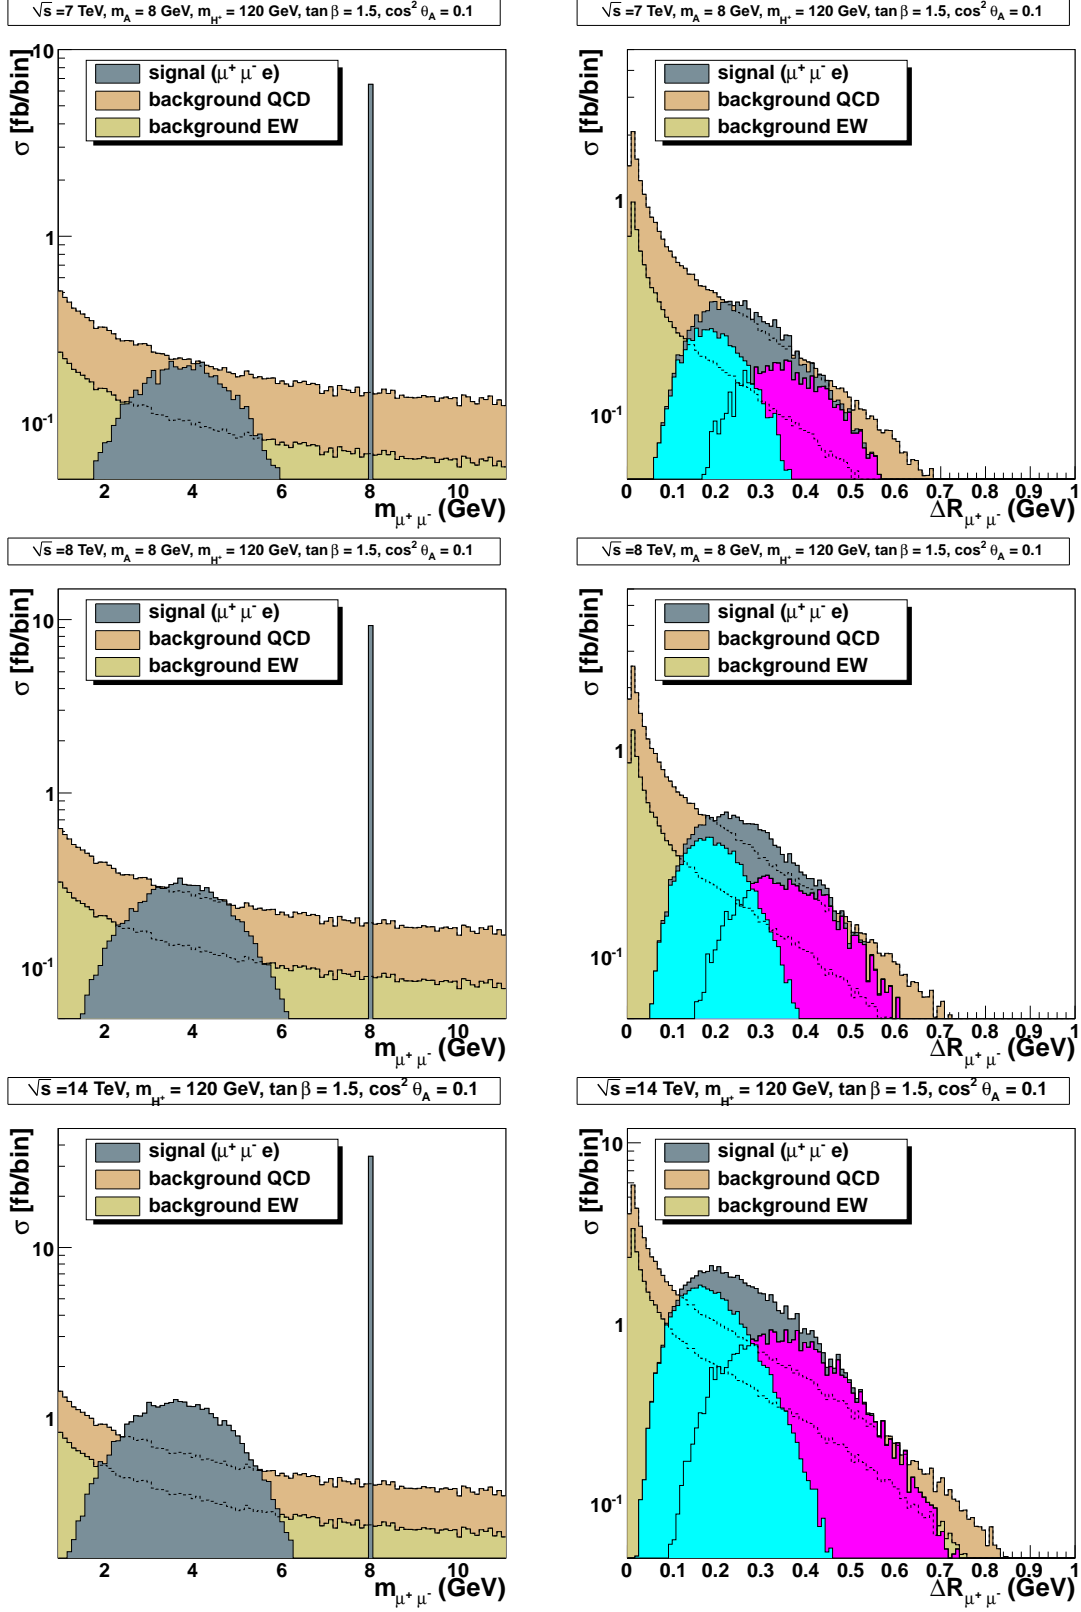 √s =7 TeV, m_A = 8 GeV, m_H⁺ = 120 GeV, tan β = 1.5, cos² θ_A = 0.1
σ [fb/bin]
10
1
10⁻¹
signal (μ⁺ μ⁻ e)
background QCD
background EW
2 4 6 8 10
m_μ⁺ μ⁻ (GeV)
√s =7 TeV, m_A = 8 GeV, m_H⁺ = 120 GeV, tan β = 1.5, cos² θ_A = 0.1
σ [fb/bin]
1
10⁻¹
signal (μ⁺ μ⁻ e)
background QCD
background EW
0 0.1 0.2 0.3 0.4 0.5 0.6 0.7 0.8 0.9 1
ΔR_μ⁺ μ⁻ (GeV)
√s =8 TeV, m_A = 8 GeV, m_H⁺ = 120 GeV, tan β = 1.5, cos² θ_A = 0.1
σ [fb/bin]
10
1
10⁻¹
signal (μ⁺ μ⁻ e)
background QCD
background EW
2 4 6 8 10
m_μ⁺ μ⁻ (GeV)
√s =8 TeV, m_A = 8 GeV, m_H⁺ = 120 GeV, tan β = 1.5, cos² θ_A = 0.1
σ [fb/bin]
1
10⁻¹
signal (μ⁺ μ⁻ e)
background QCD
background EW
0 0.1 0.2 0.3 0.4 0.5 0.6 0.7 0.8 0.9 1
ΔR_μ⁺ μ⁻ (GeV)
√s =14 TeV, m_H⁺ = 120 GeV, tan β = 1.5, cos² θ_A = 0.1
σ [fb/bin]
10
1
signal (μ⁺ μ⁻ e)
background QCD
background EW
2 4 6 8 10
m_μ⁺ μ⁻ (GeV)
√s =14 TeV, m_H⁺ = 120 GeV, tan β = 1.5, cos² θ_A = 0.1
σ [fb/bin]
10
1
10⁻¹
signal (μ⁺ μ⁻ e)
background QCD
background EW
0 0.1 0.2 0.3 0.4 0.5 0.6 0.7 0.8 0.9 1
ΔR_μ⁺ μ⁻ (GeV)